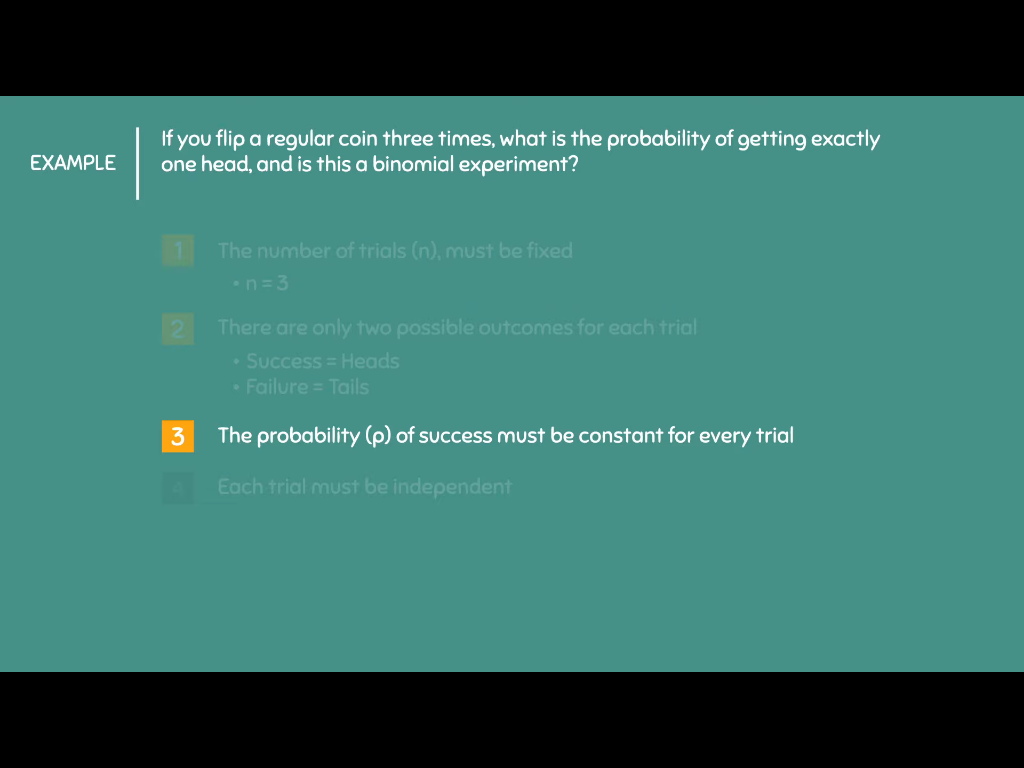 EXAMPLE
If you flip a regular coin three times, what is the probability of getting exactly
one head, and is this a binomial experiment?
1 The number of trials (n), must be fixed
• n = 3
2 There are only two possible outcomes for each trial
• Success = Heads
• Failure = Tails
3 The probability (p) of success must be constant for every trial
4 Each trial must be independent